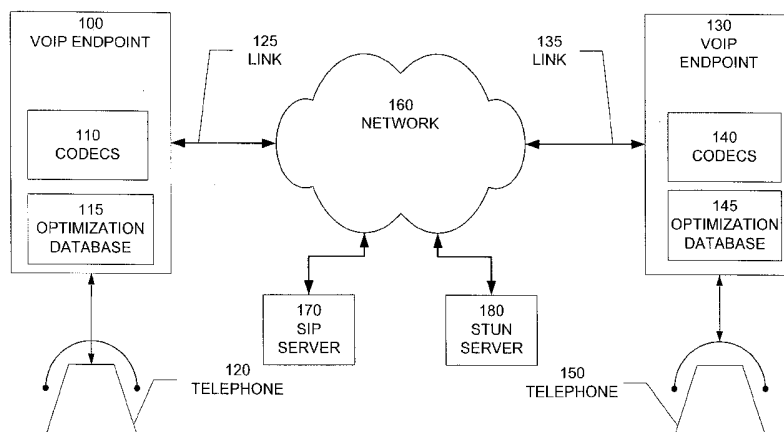 100
VOIP ENDPOINT
110
CODECS
115
OPTIMIZATION
DATABASE
125
LINK
160
NETWORK
135
LINK
130
VOIP
ENDPOINT
140
CODECS
145
OPTIMIZATION
DATABASE
170
SIP
SERVER
180
STUN
SERVER
120
TELEPHONE
150
TELEPHONE